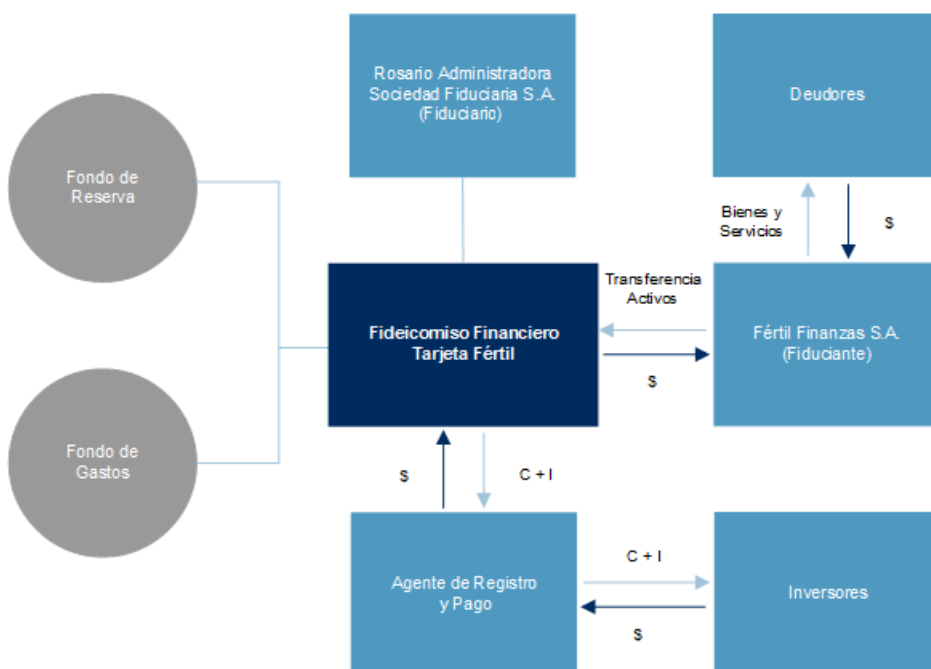 Rosario Administradora
Sociedad Fiduciaria S.A.
(Fiduciario)
Deudores
Fondo de
Reserva
Bienes y
Servicios
$
Transferencia
Activos
Fideicomiso Financiero
Tarjeta Fértil
Fértil Finanzas S.A.
(Fiduciante)
$
Fondo de
Gastos
$
C + I
Agente de Registro
y Pago
C + I
Inversores
$